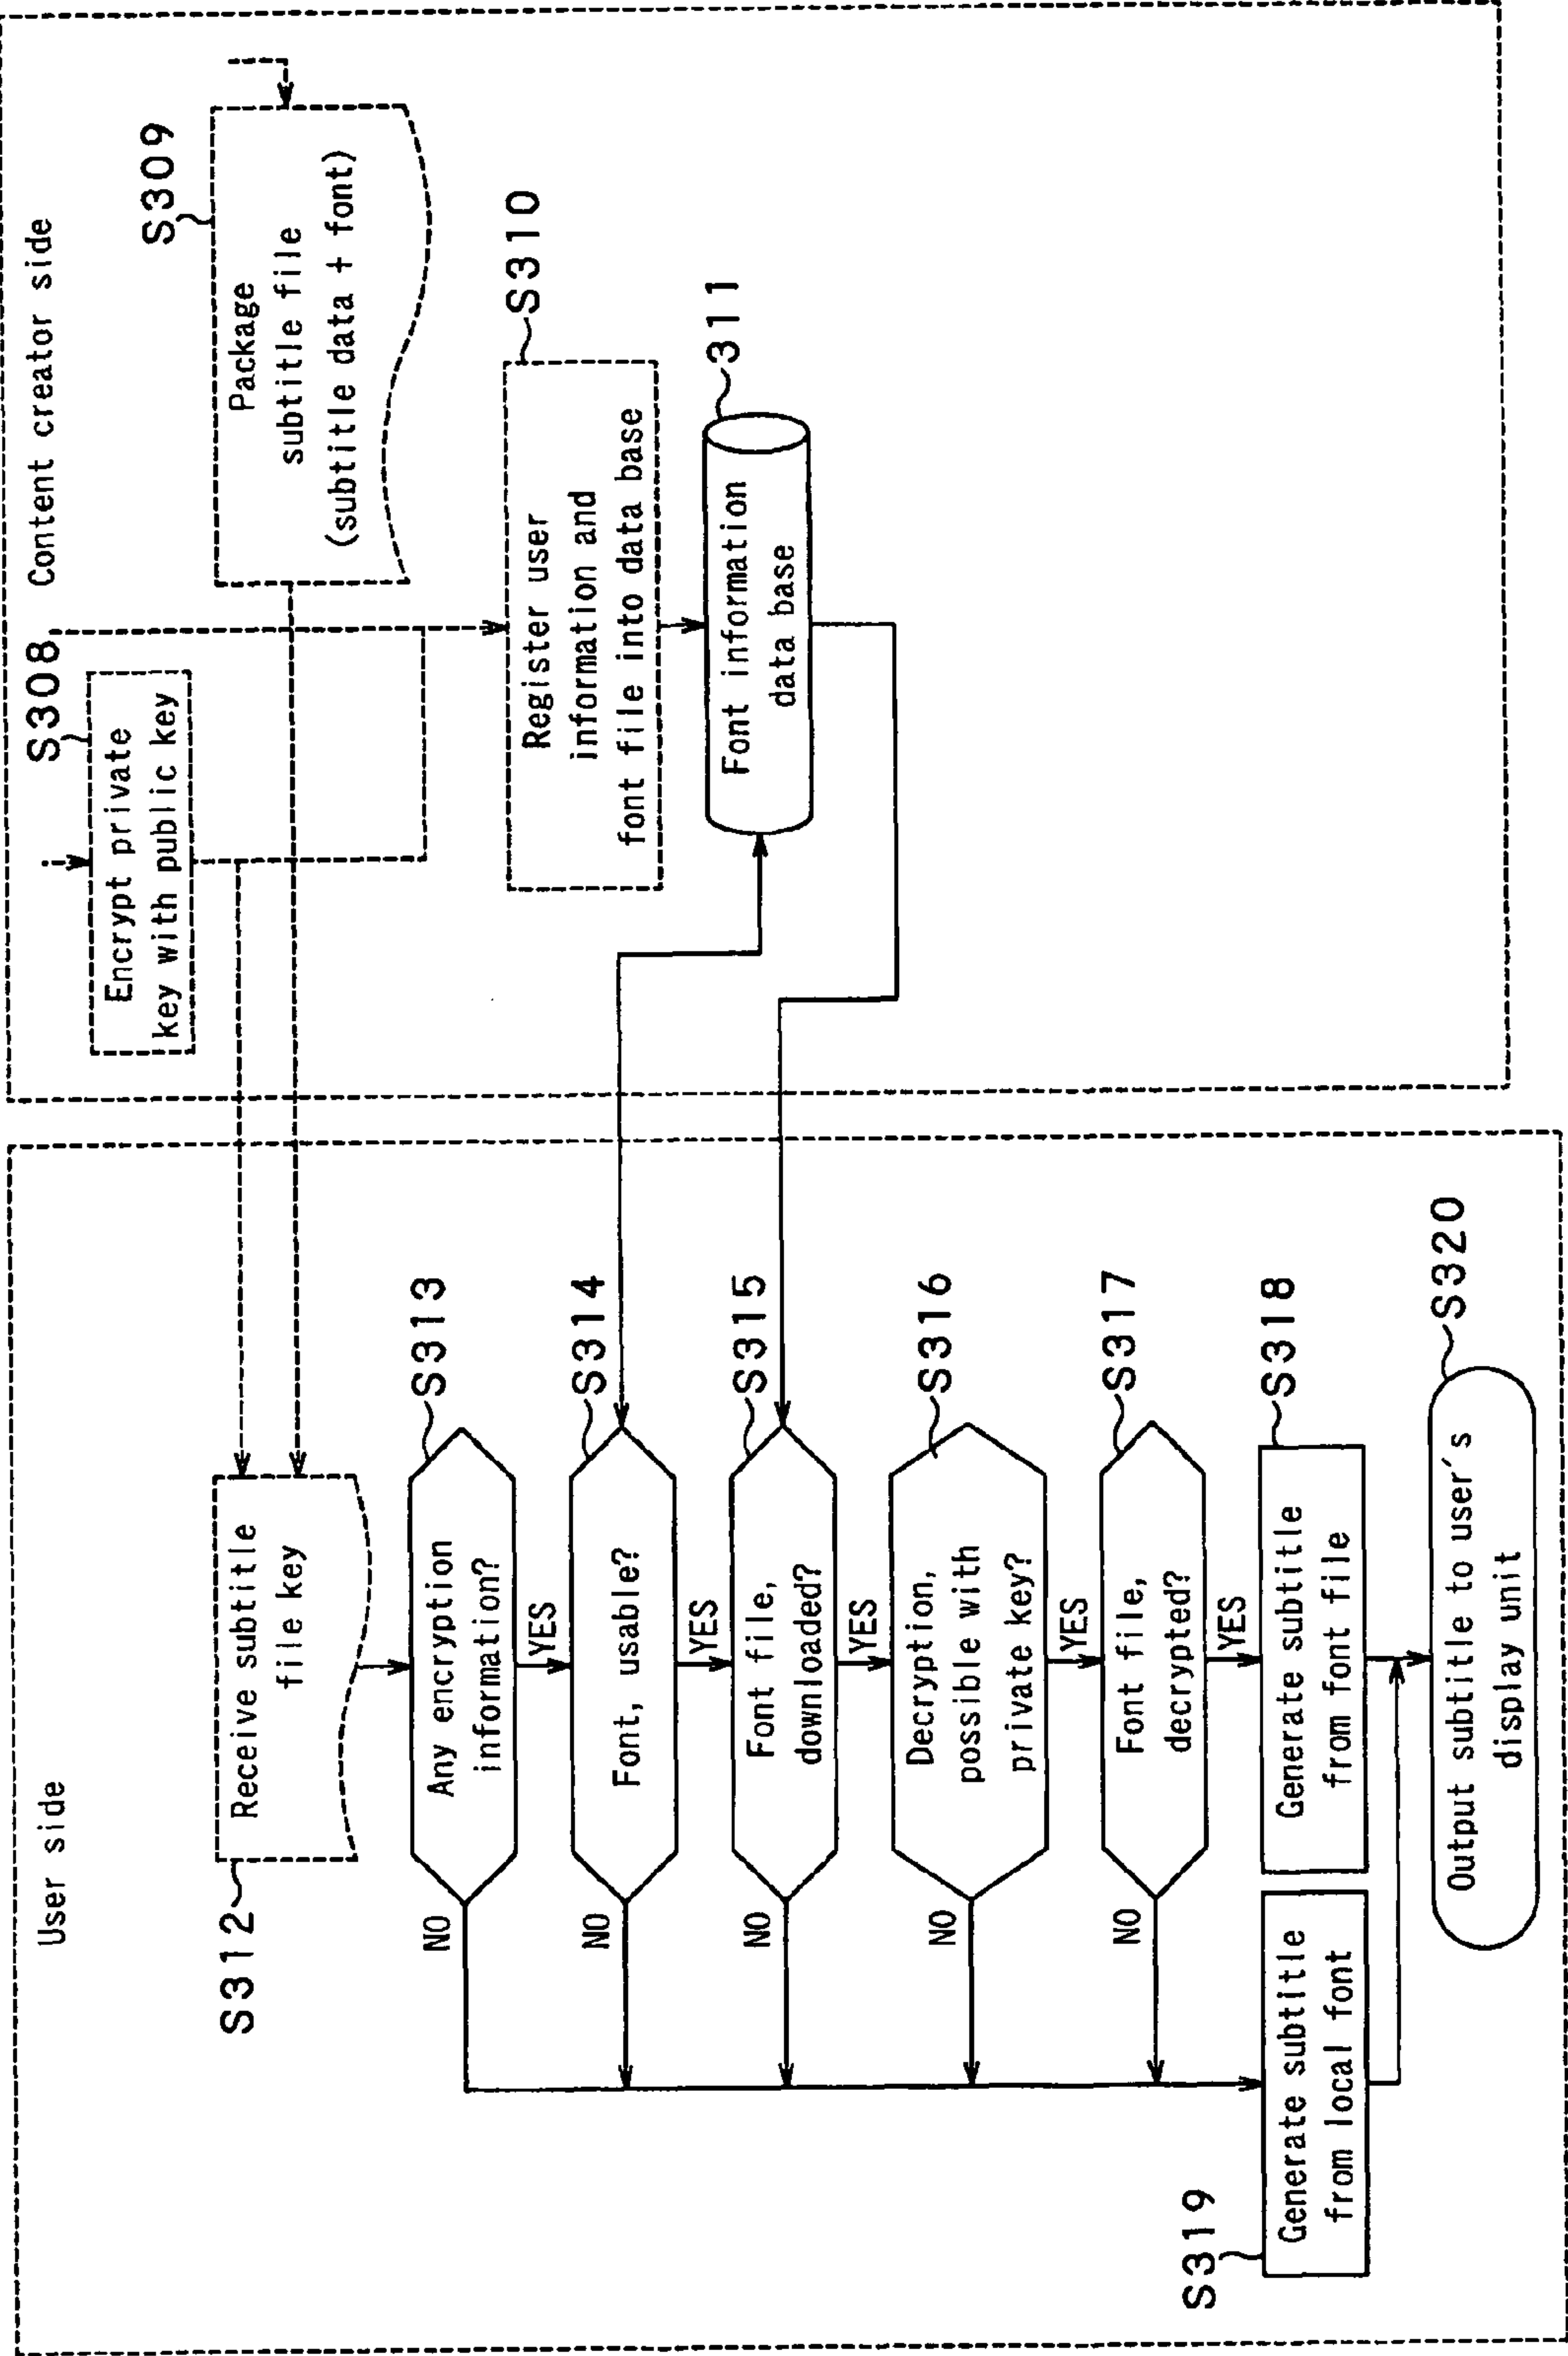 User side
S312
Receive subtitle
file key
Any encryption
information?
S313
NO
YES
Font, usable?
S314
NO
YES
Font file,
downloaded?
S315
NO
YES
Decryption,
possible with
private key?
S316
NO
YES
Font file,
decrypted?
S317
NO
YES
S319
Generate subtitle
from local font
Generate subtitle
from font file
S318
Output subtitle to user's
display unit
S320
Content creator side
S308
Encrypt private
key with public key
S309
Package
subtitle file
(subtitle data + font)
S310
Register user
information and
font file into data base
311
Font information
data base